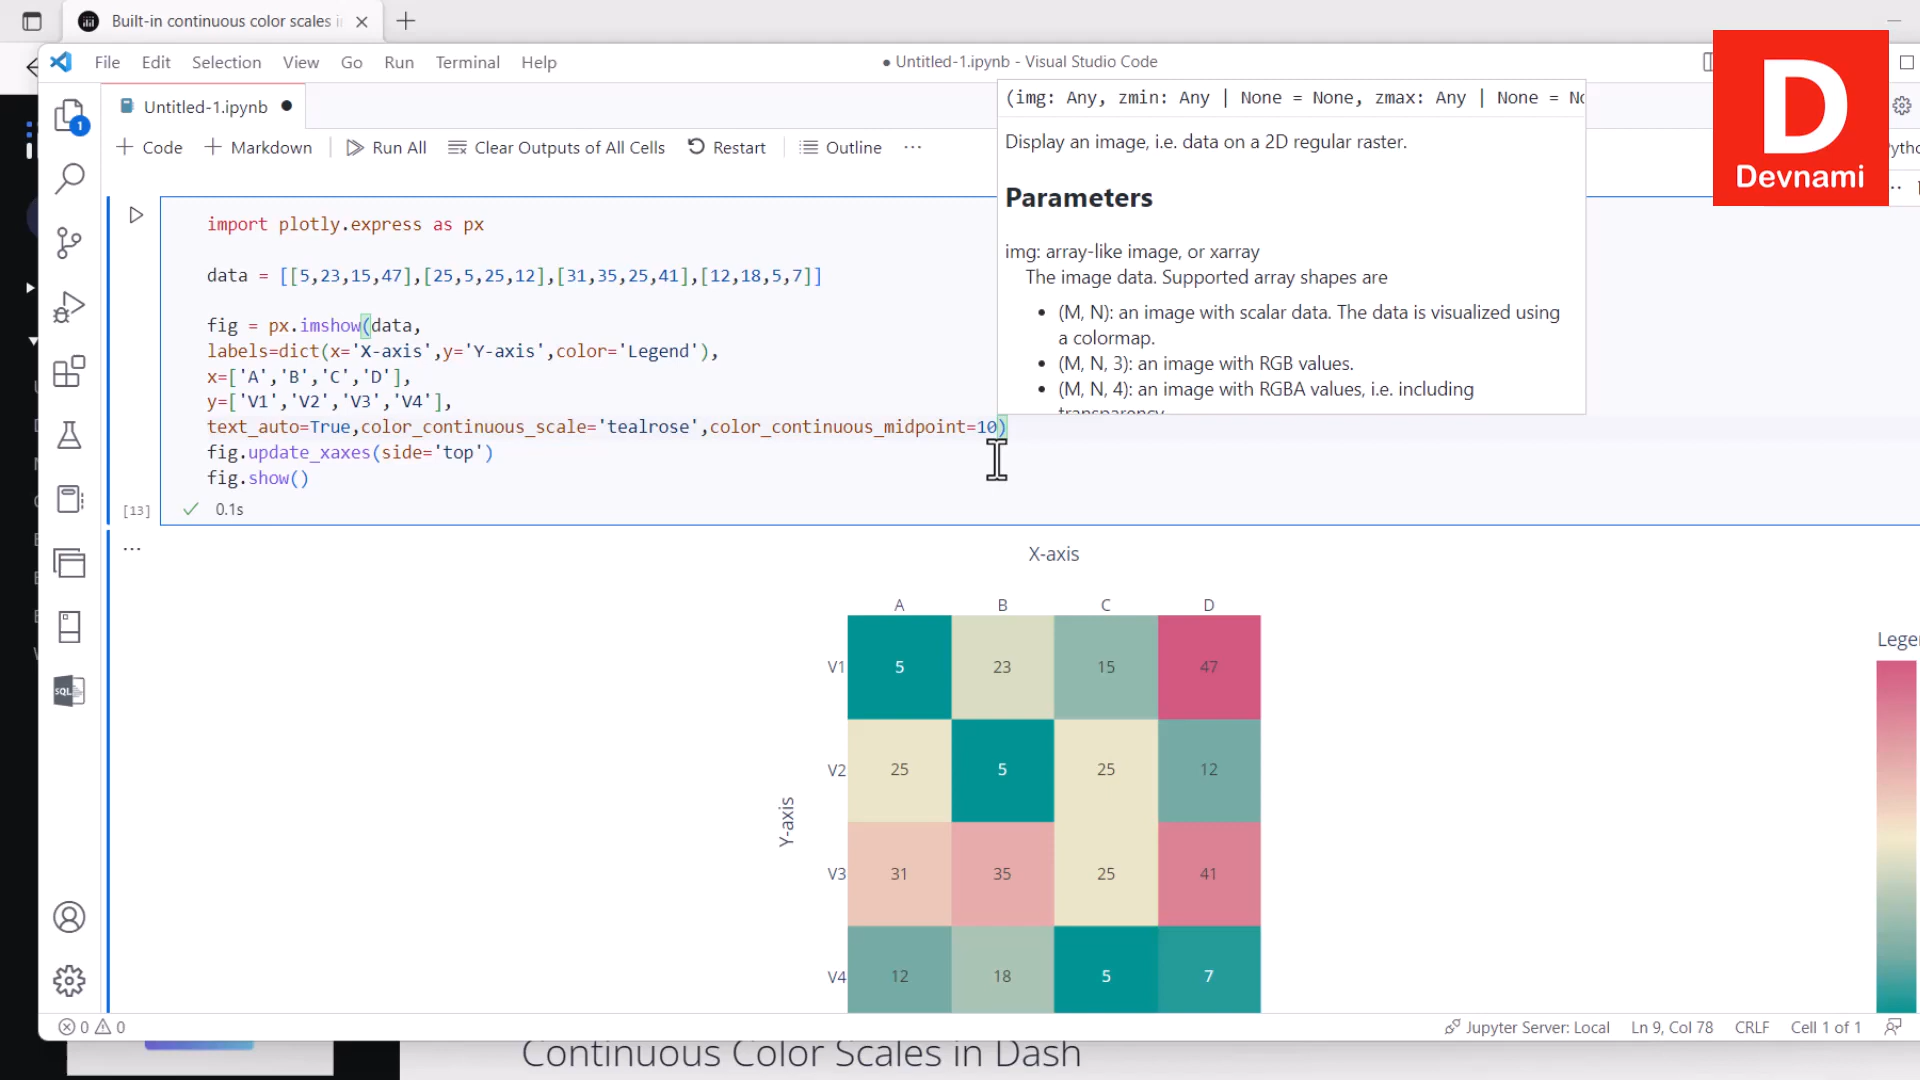 Built-in continuous color scales i
File Edit Selection View Go Run Terminal Help
● Untitled-1.ipynb - Visual Studio Code
D
Devnami
Untitled-1.ipynb
1
+ Code + Markdown Run All Clear Outputs of All Cells Restart Outline ...
(img: Any, zmin: Any | None = None, zmax: Any | None = No
Display an image, i.e. data on a 2D regular raster.
Parameters
img: array-like image, or xarray
The image data. Supported array shapes are
• (M, N): an image with scalar data. The data is visualized using
a colormap.
• (M, N, 3): an image with RGB values.
• (M, N, 4): an image with RGBA values, i.e. including
transparency
import plotly.express as px
data = [[5,23,15,47],[25,5,25,12],[31,35,25,41],[12,18,5,7]]
fig = px.imshow(data,
labels=dict(x='X-axis',y='Y-axis',color='Legend'),
x=['A','B','C','D'],
y=['V1','V2','V3','V4'],
text_auto=True,color_continuous_scale='tealrose',color_continuous_midpoint=10)
fig.update_xaxes(side='top')
fig.show()
[13] 0.1s
...
X-axis
A B C D
Lege
V1 5 23 15 47
V2 25 5 25 12
Y-axis
V3 31 35 25 41
V4 12 18 5 7
0 0
Jupyter Server: Local Ln 9, Col 78 CRLF Cell 1 of 1
Continuous Color Scales in Dash